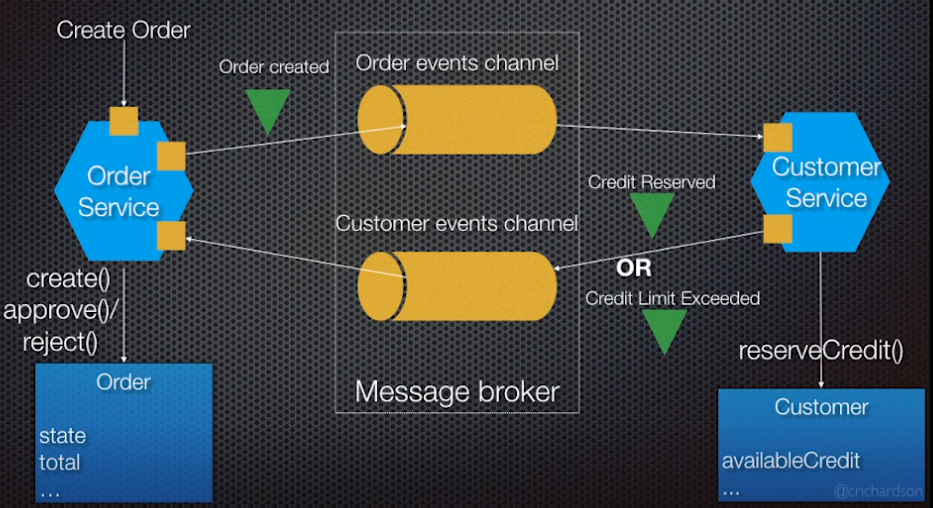 Create Order
Order created
Order events channel
Order
Service
Customer
Service
Credit Reserved
Customer events channel
OR
Credit Limit Exceeded
create()
approve()/
reject()
reserveCredit()
Message broker
Order
state
total
...
Customer
availableCredit
...
@crichardson